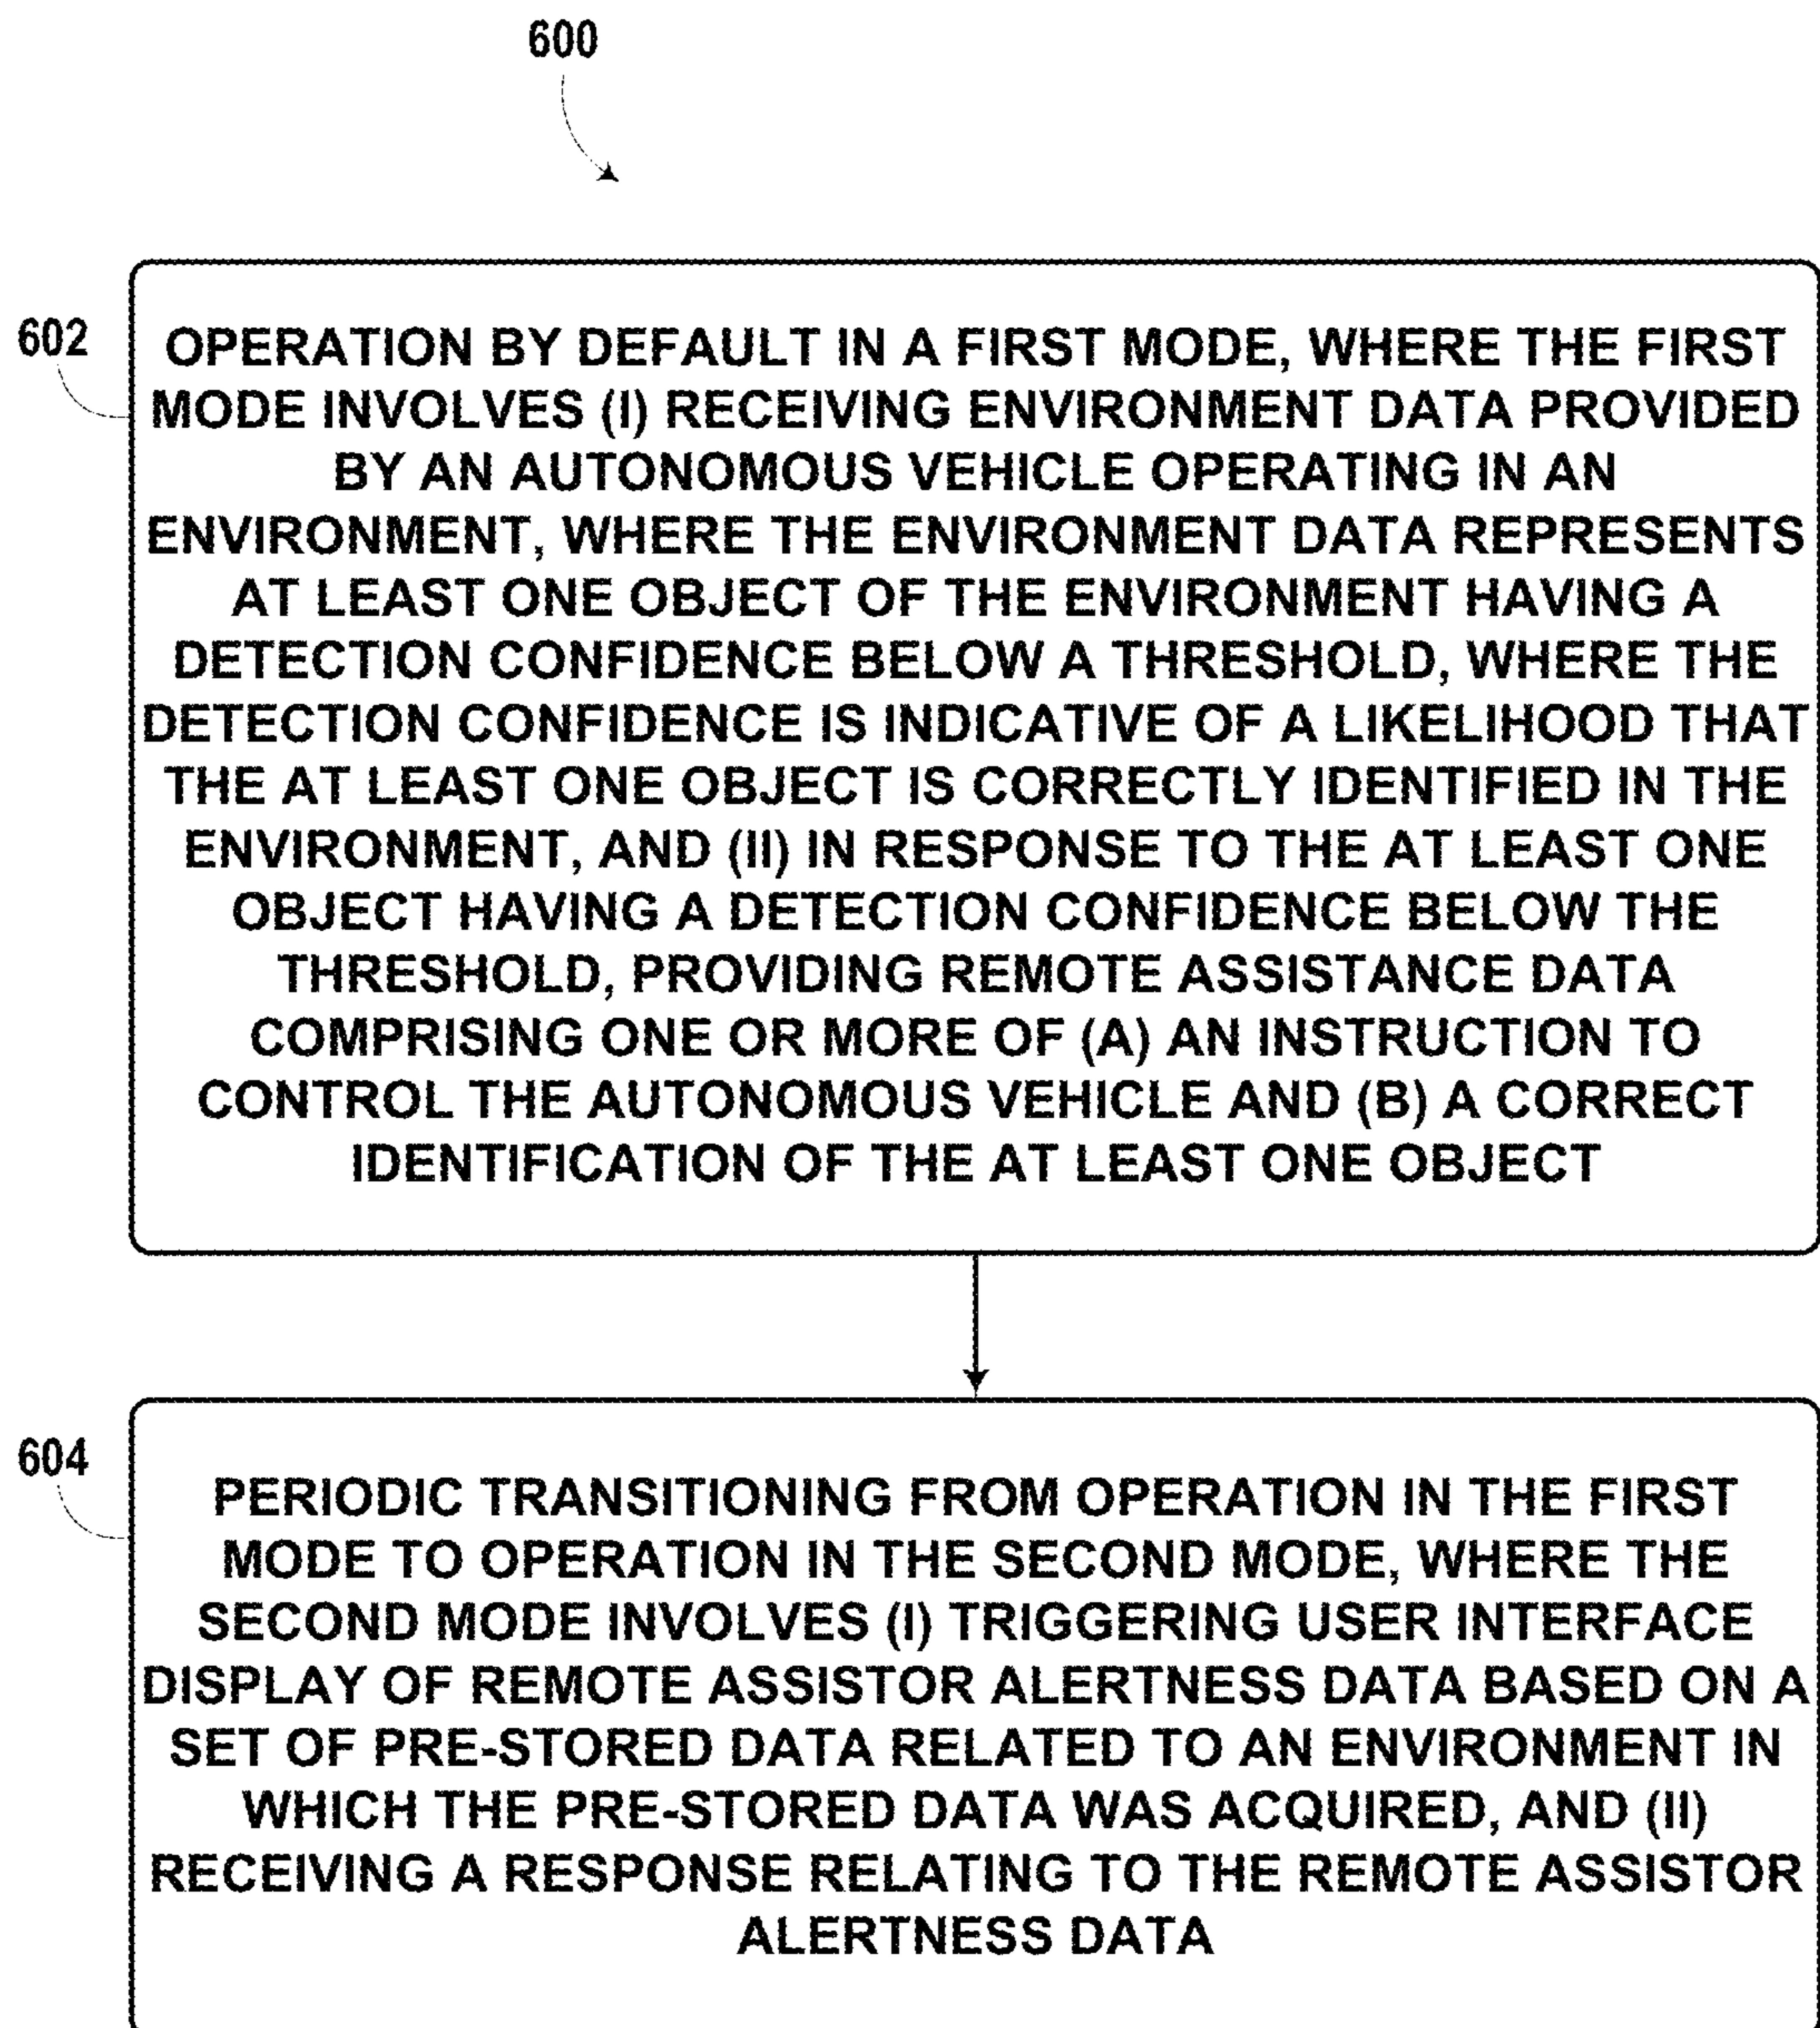 600
602
OPERATION BY DEFAULT IN A FIRST MODE, WHERE THE FIRST
MODE INVOLVES (I) RECEIVING ENVIRONMENT DATA PROVIDED
BY AN AUTONOMOUS VEHICLE OPERATING IN AN
ENVIRONMENT, WHERE THE ENVIRONMENT DATA REPRESENTS
AT LEAST ONE OBJECT OF THE ENVIRONMENT HAVING A
DETECTION CONFIDENCE BELOW A THRESHOLD, WHERE THE
DETECTION CONFIDENCE IS INDICATIVE OF A LIKELIHOOD THAT
THE AT LEAST ONE OBJECT IS CORRECTLY IDENTIFIED IN THE
ENVIRONMENT, AND (II) IN RESPONSE TO THE AT LEAST ONE
OBJECT HAVING A DETECTION CONFIDENCE BELOW THE
THRESHOLD, PROVIDING REMOTE ASSISTANCE DATA
COMPRISING ONE OR MORE OF (A) AN INSTRUCTION TO
CONTROL THE AUTONOMOUS VEHICLE AND (B) A CORRECT
IDENTIFICATION OF THE AT LEAST ONE OBJECT
604
PERIODIC TRANSITIONING FROM OPERATION IN THE FIRST
MODE TO OPERATION IN THE SECOND MODE, WHERE THE
SECOND MODE INVOLVES (I) TRIGGERING USER INTERFACE
DISPLAY OF REMOTE ASSISTOR ALERTNESS DATA BASED ON A
SET OF PRE-STORED DATA RELATED TO AN ENVIRONMENT IN
WHICH THE PRE-STORED DATA WAS ACQUIRED, AND (II)
RECEIVING A RESPONSE RELATING TO THE REMOTE ASSISTOR
ALERTNESS DATA